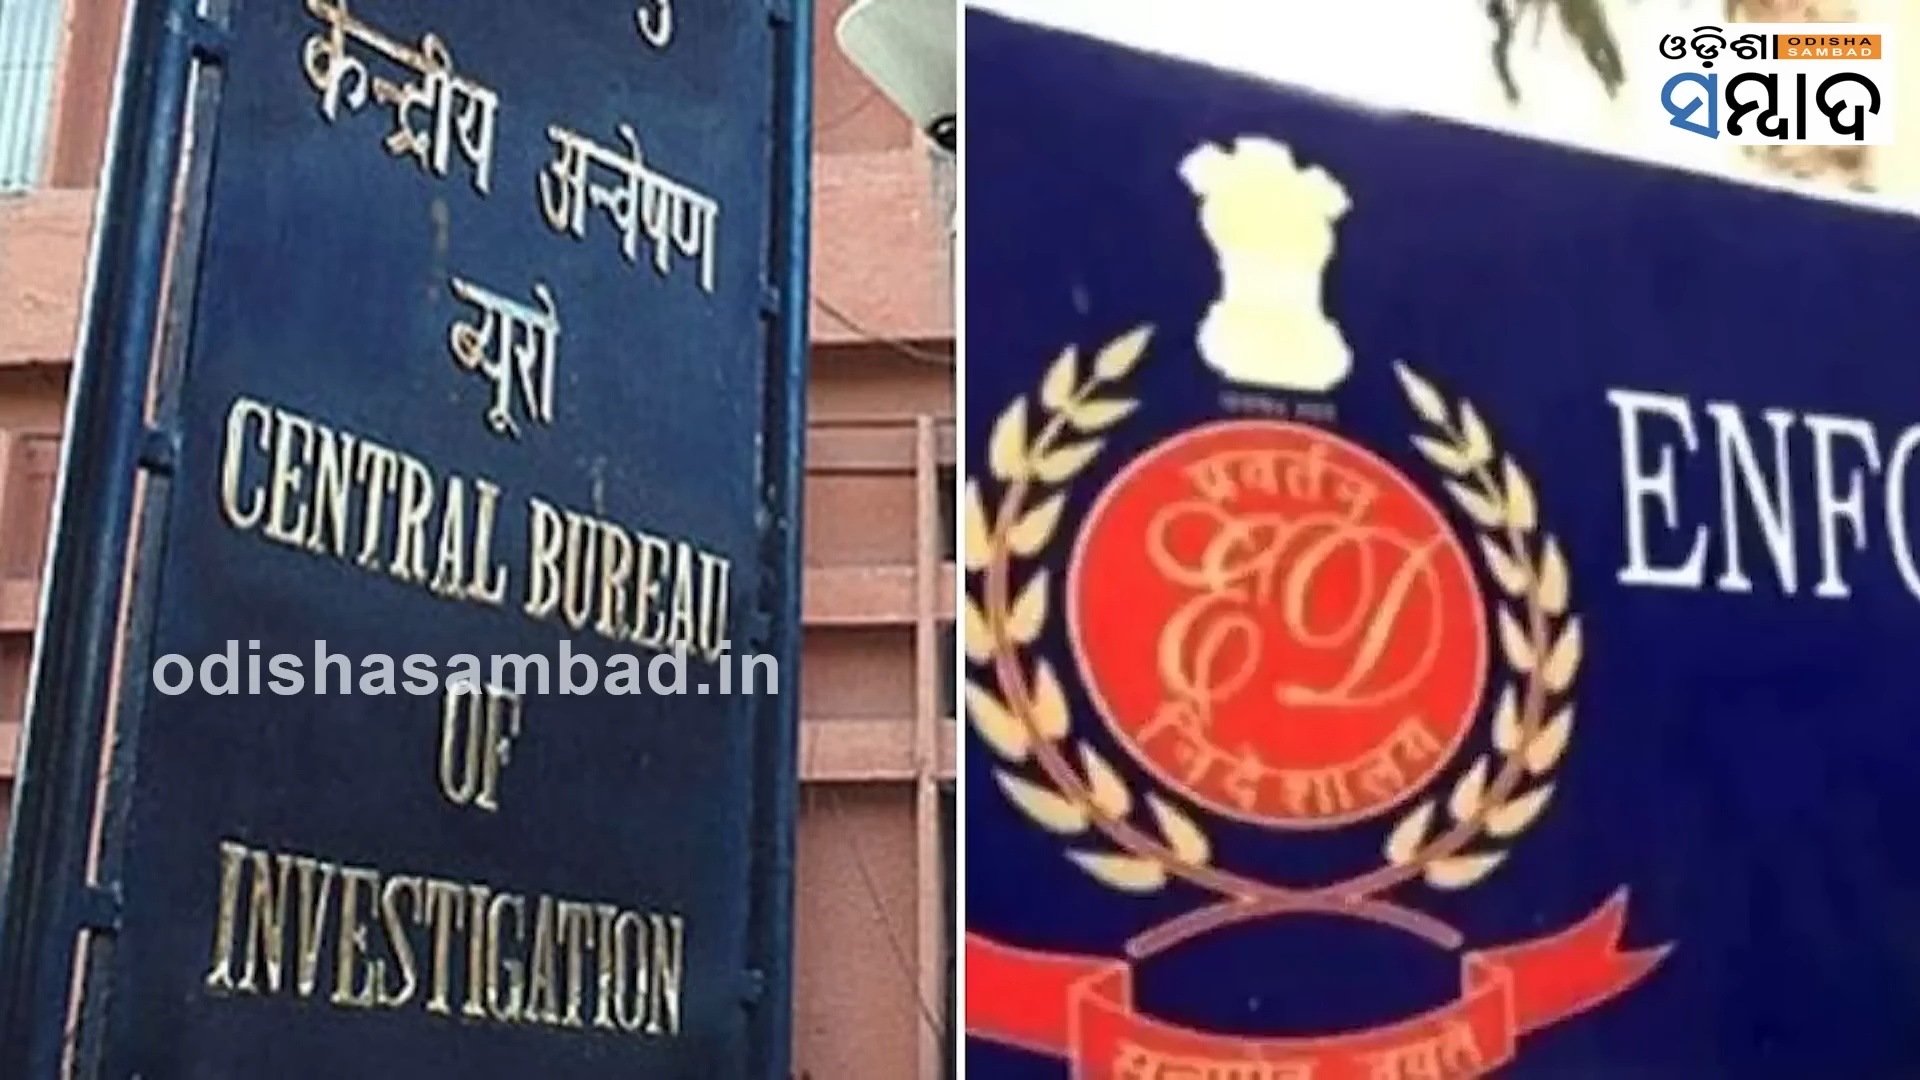 केन्द्रीय अन्वेषण
ब्यूरो
CENTRAL BUREAU
OF
INVESTIGATION
odishasambad.in
ଓଡ଼ିଶା
ODISHA
SAMBAD
ସମ୍ବାଦ
ENFO
प्रवर्तन
ED
निदेशालय